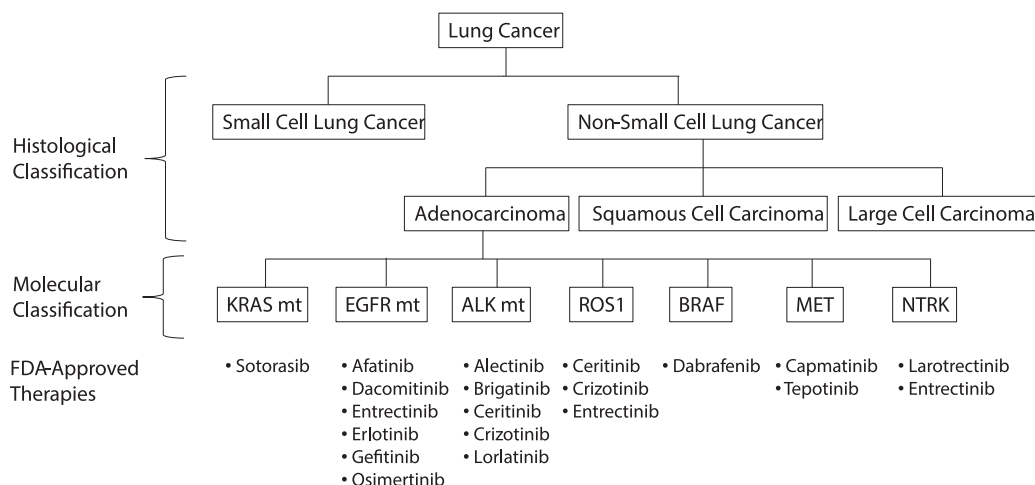 Lung Cancer
Small Cell Lung Cancer
Non-Small Cell Lung Cancer
Histological
Classification
Adenocarcinoma
Squamous Cell Carcinoma
Large Cell Carcinoma
Molecular
Classification
KRAS mt
EGFR mt
ALK mt
ROS1
BRAF
MET
NTRK
FDA-Approved
Therapies
• Sotorasib
• Afatinib
• Dacomitinib
• Entrectinib
• Erlotinib
• Gefitinib
• Osimertinib
• Alectinib
• Brigatinib
• Ceritinib
• Crizotinib
• Lorlatinib
• Ceritinib
• Crizotinib
• Entrectinib
• Dabrafenib
• Capmatinib
• Tepotinib
• Larotrectinib
• Entrectinib